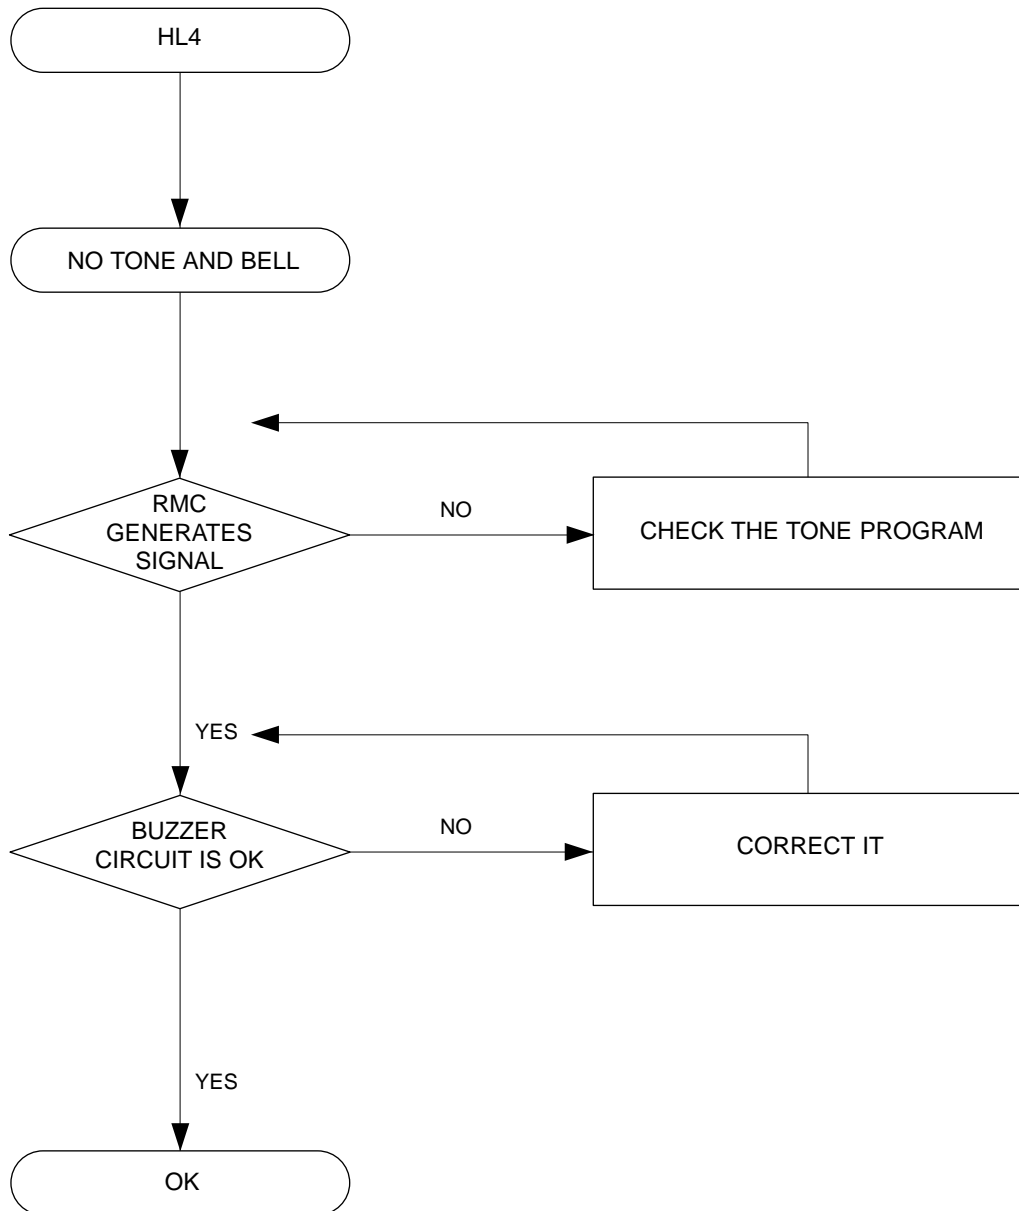 HL4
NO TONE AND BELL
RMC
GENERATES
SIGNAL
NO
CHECK THE TONE PROGRAM
YES
BUZZER
CIRCUIT IS OK
NO
CORRECT IT
YES
OK